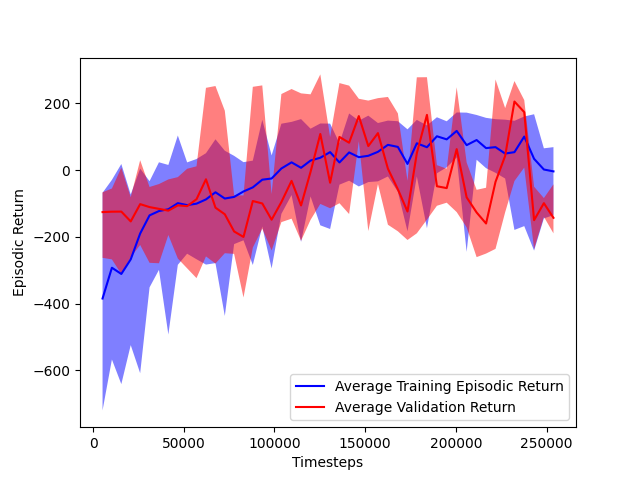 200
0
−200
−400
−600
Episodic Return
0
50000
100000
150000
200000
250000
Timesteps
Average Training Episodic Return
Average Validation Return